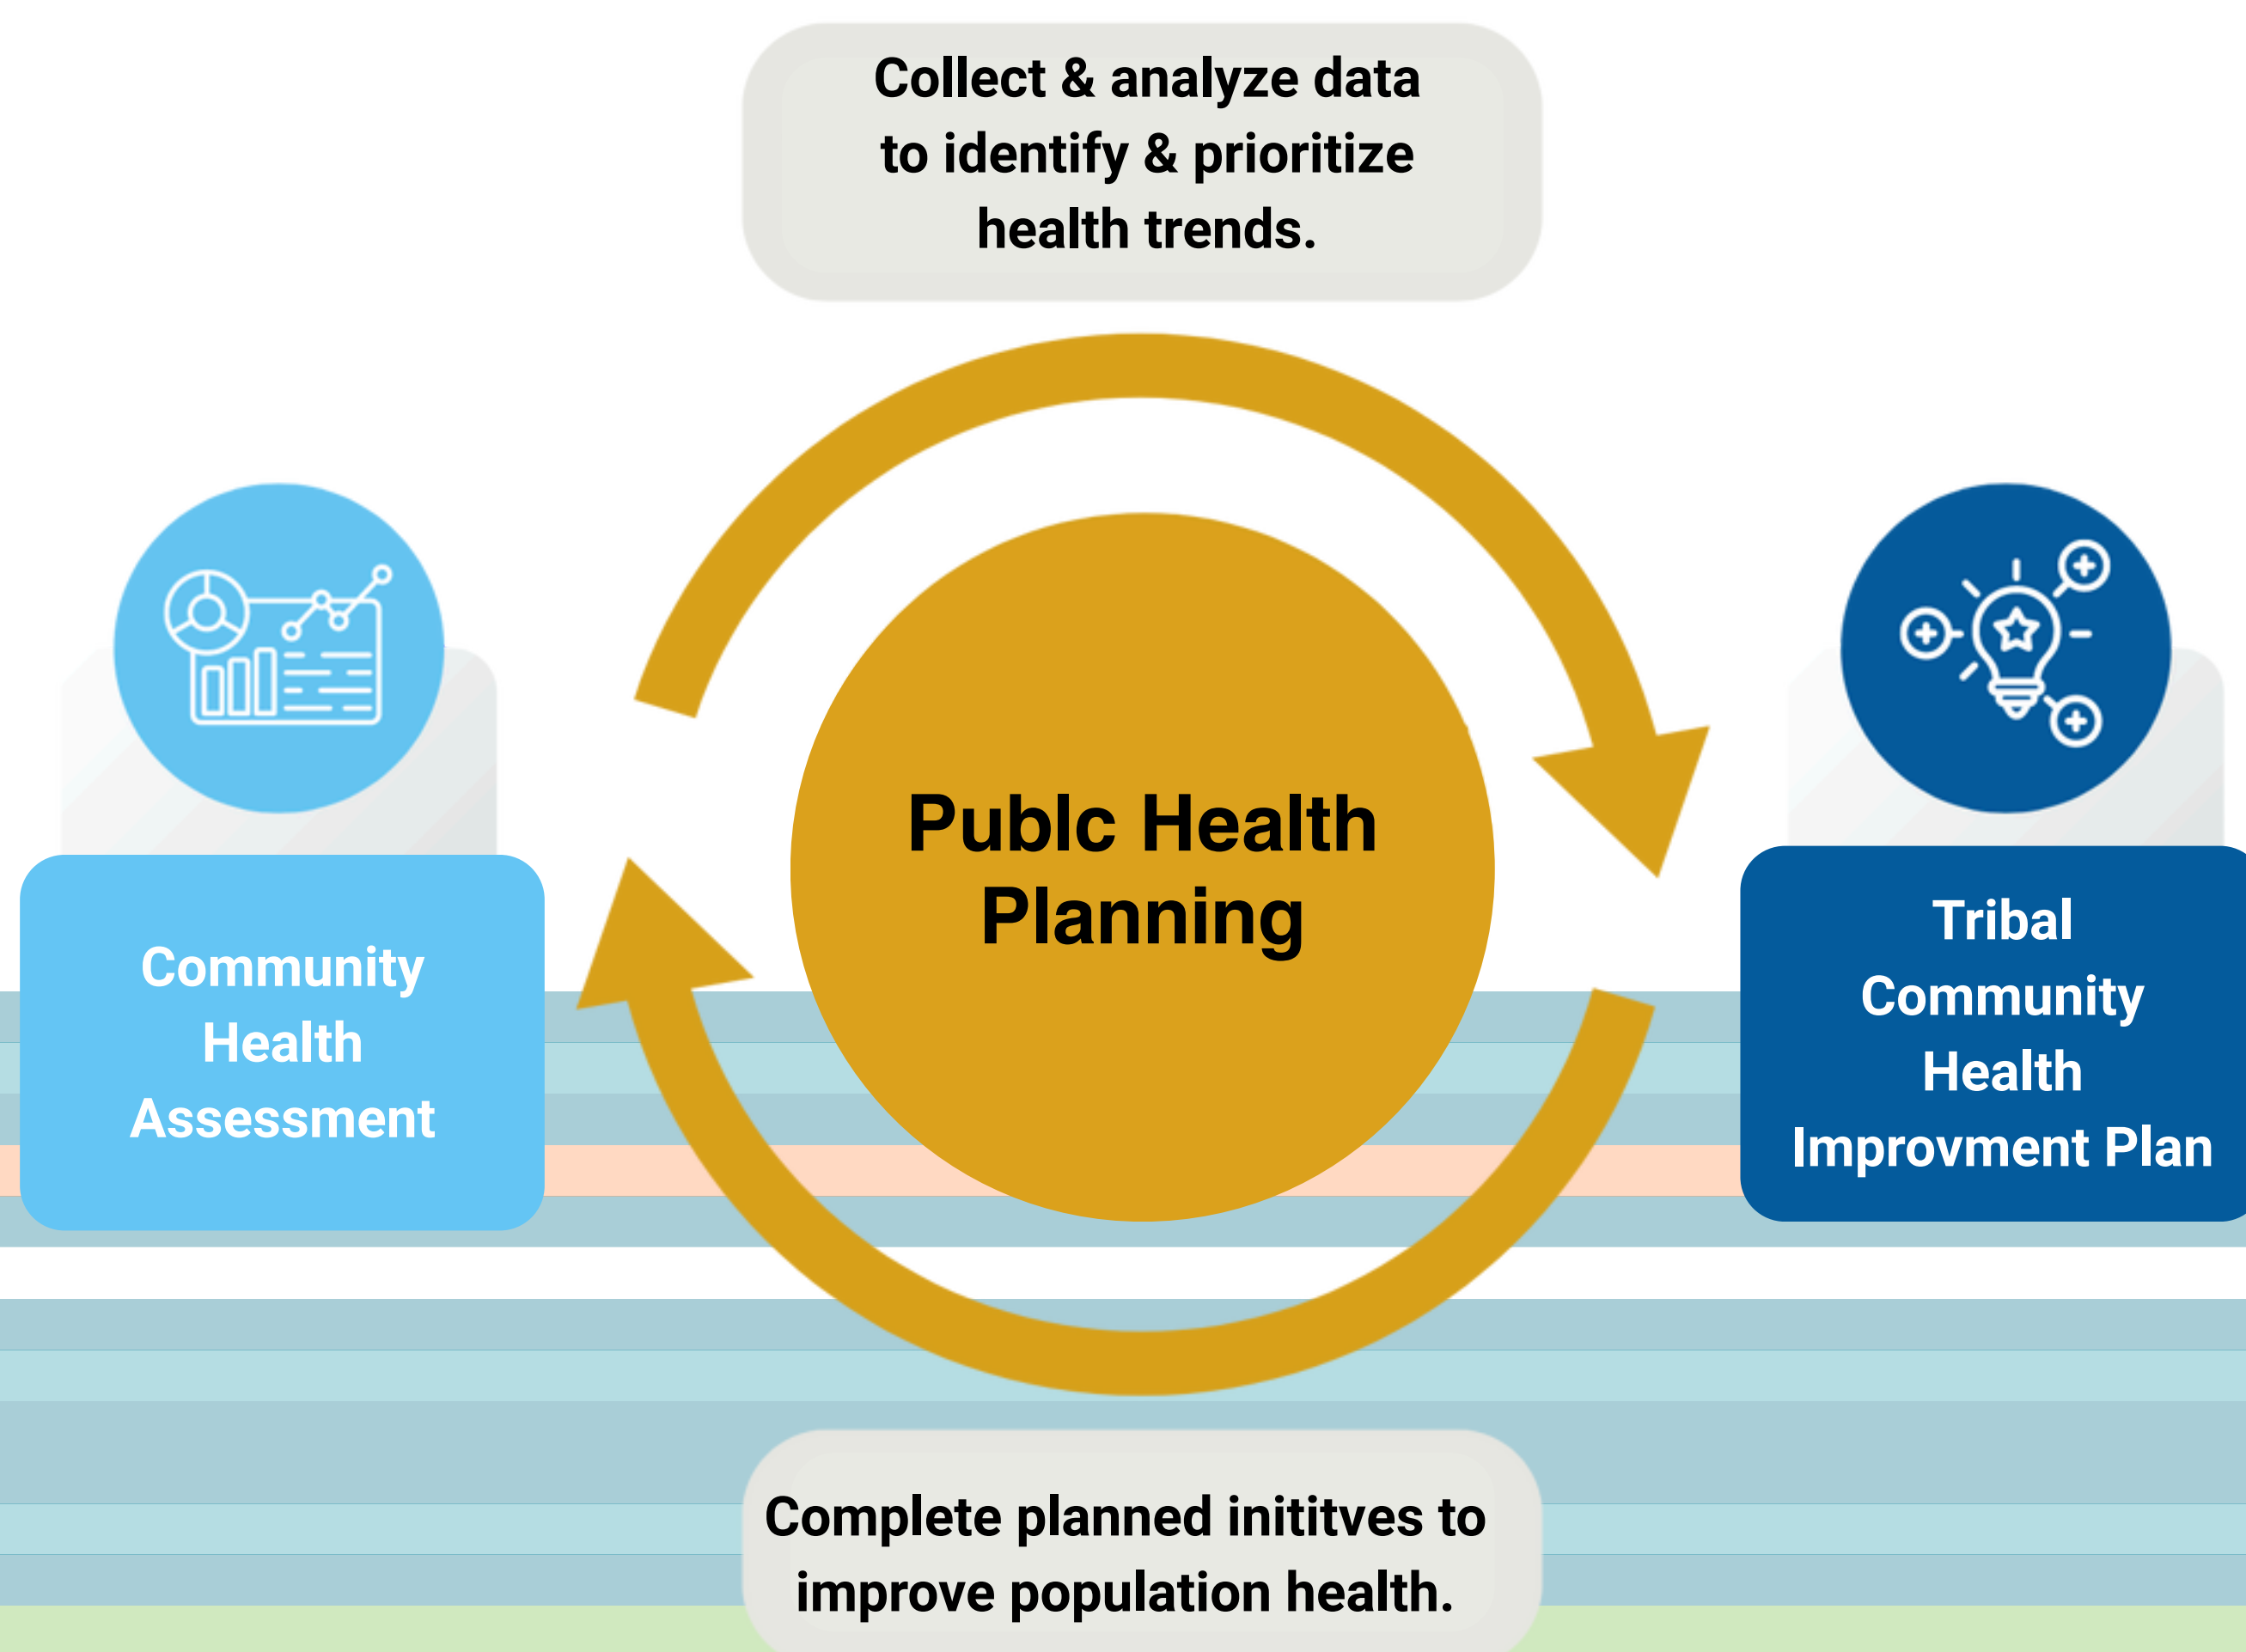 Collect & analyze data
to identify & prioritize
health trends.
Publc Health
Planning
Community
Health
Assessment
Tribal
Community
Health
Improvment Plan
Complete planned inititves to
improve population health.